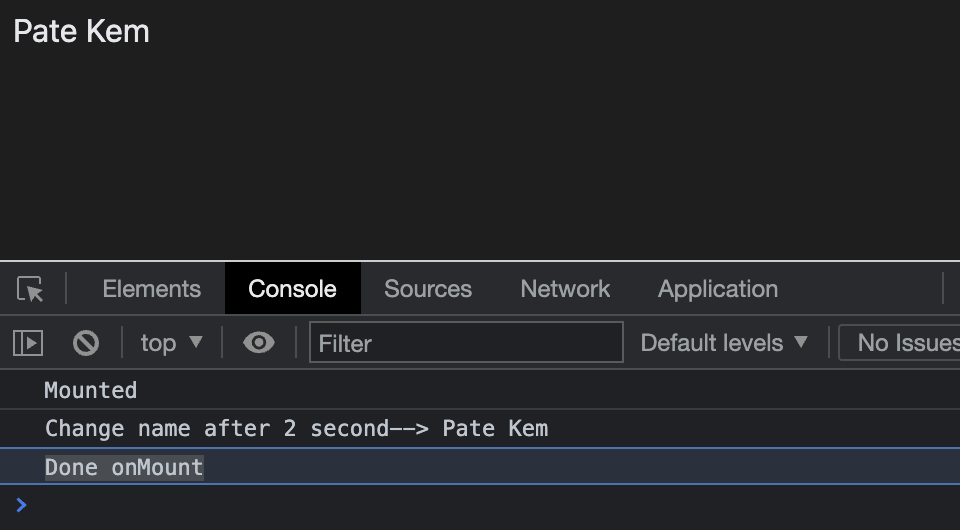 Pate Kem
Elements Console Sources Network Application
top ▼ Filter Default levels ▼ No Issues
Mounted
Change name after 2 second--> Pate Kem
Done onMount
>